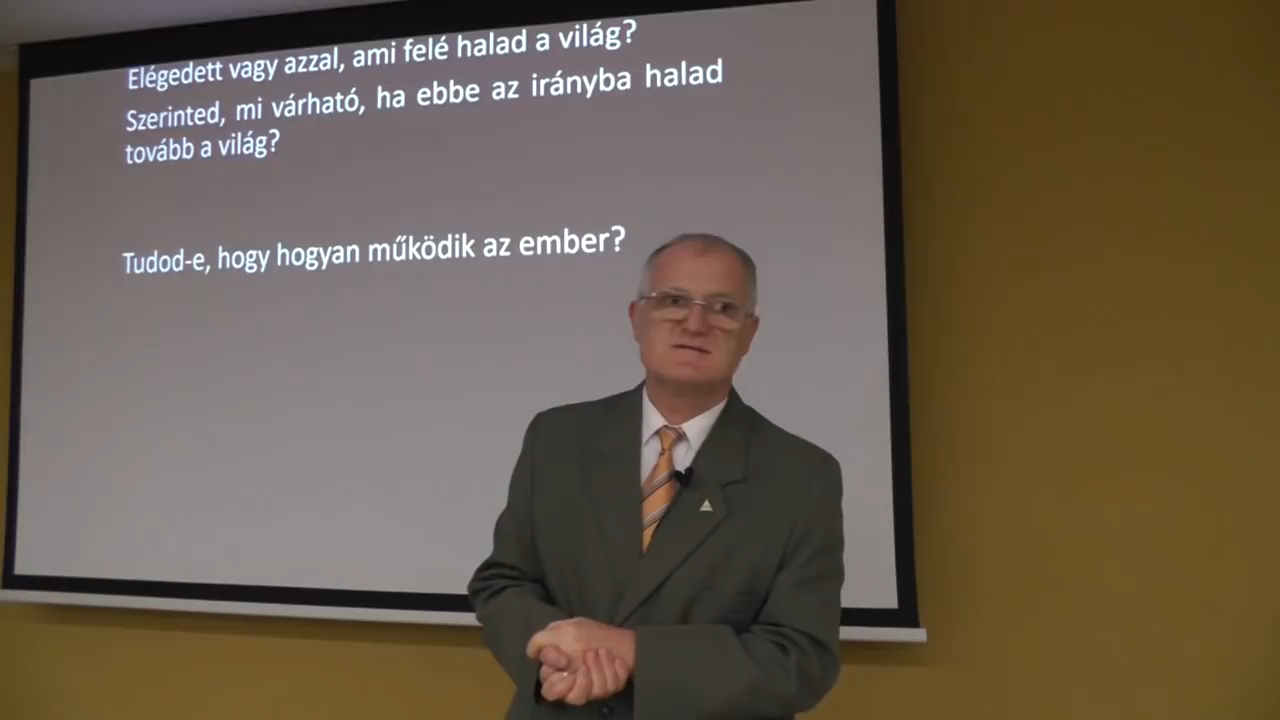 Elégedett vagy azzal, ami felé halad a világ?
Szerinted, mi várható, ha ebbe az irányba halad
tovább a világ?
Tudod-e, hogy hogyan működik az ember?